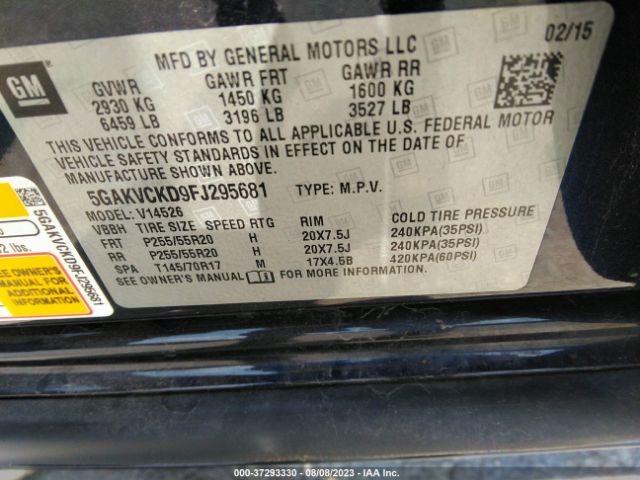 GM
MFD BY GENERAL MOTORS LLC
02/15
GVWR GAWR FRT GAWR RR
2930 KG 1450 KG 1600 KG
6459 LB 3196 LB 3527 LB
THIS VEHICLE CONFORMS TO ALL APPLICABLE U.S. FEDERAL MOTOR
VEHICLE SAFETY STANDARDS IN EFFECT ON THE DATE OF
MANUFACTURE SHOWN ABOVE.
5GAKVCKD9FJ295681 TYPE: M.P.V.
MODEL: V14526
VBBH TIRE SIZE SPEED RTG RIM COLD TIRE PRESSURE
FRT P255/55R20 H 20X7.5J 240KPA(35PSI)
RR P255/55R20 H 20X7.5J 240KPA(35PSI)
SPA T145/70R17 M 17X4.5B 420KPA(60PSI)
SEE OWNER'S MANUAL FOR MORE INFORMATION.
5GAKVCKD9FJ295681
lbs.
SEE OWNER'S
MANUAL FOR
ADDITIONAL
INFORMATION
000-37293330 - 08/08/2023 - IAA Inc.